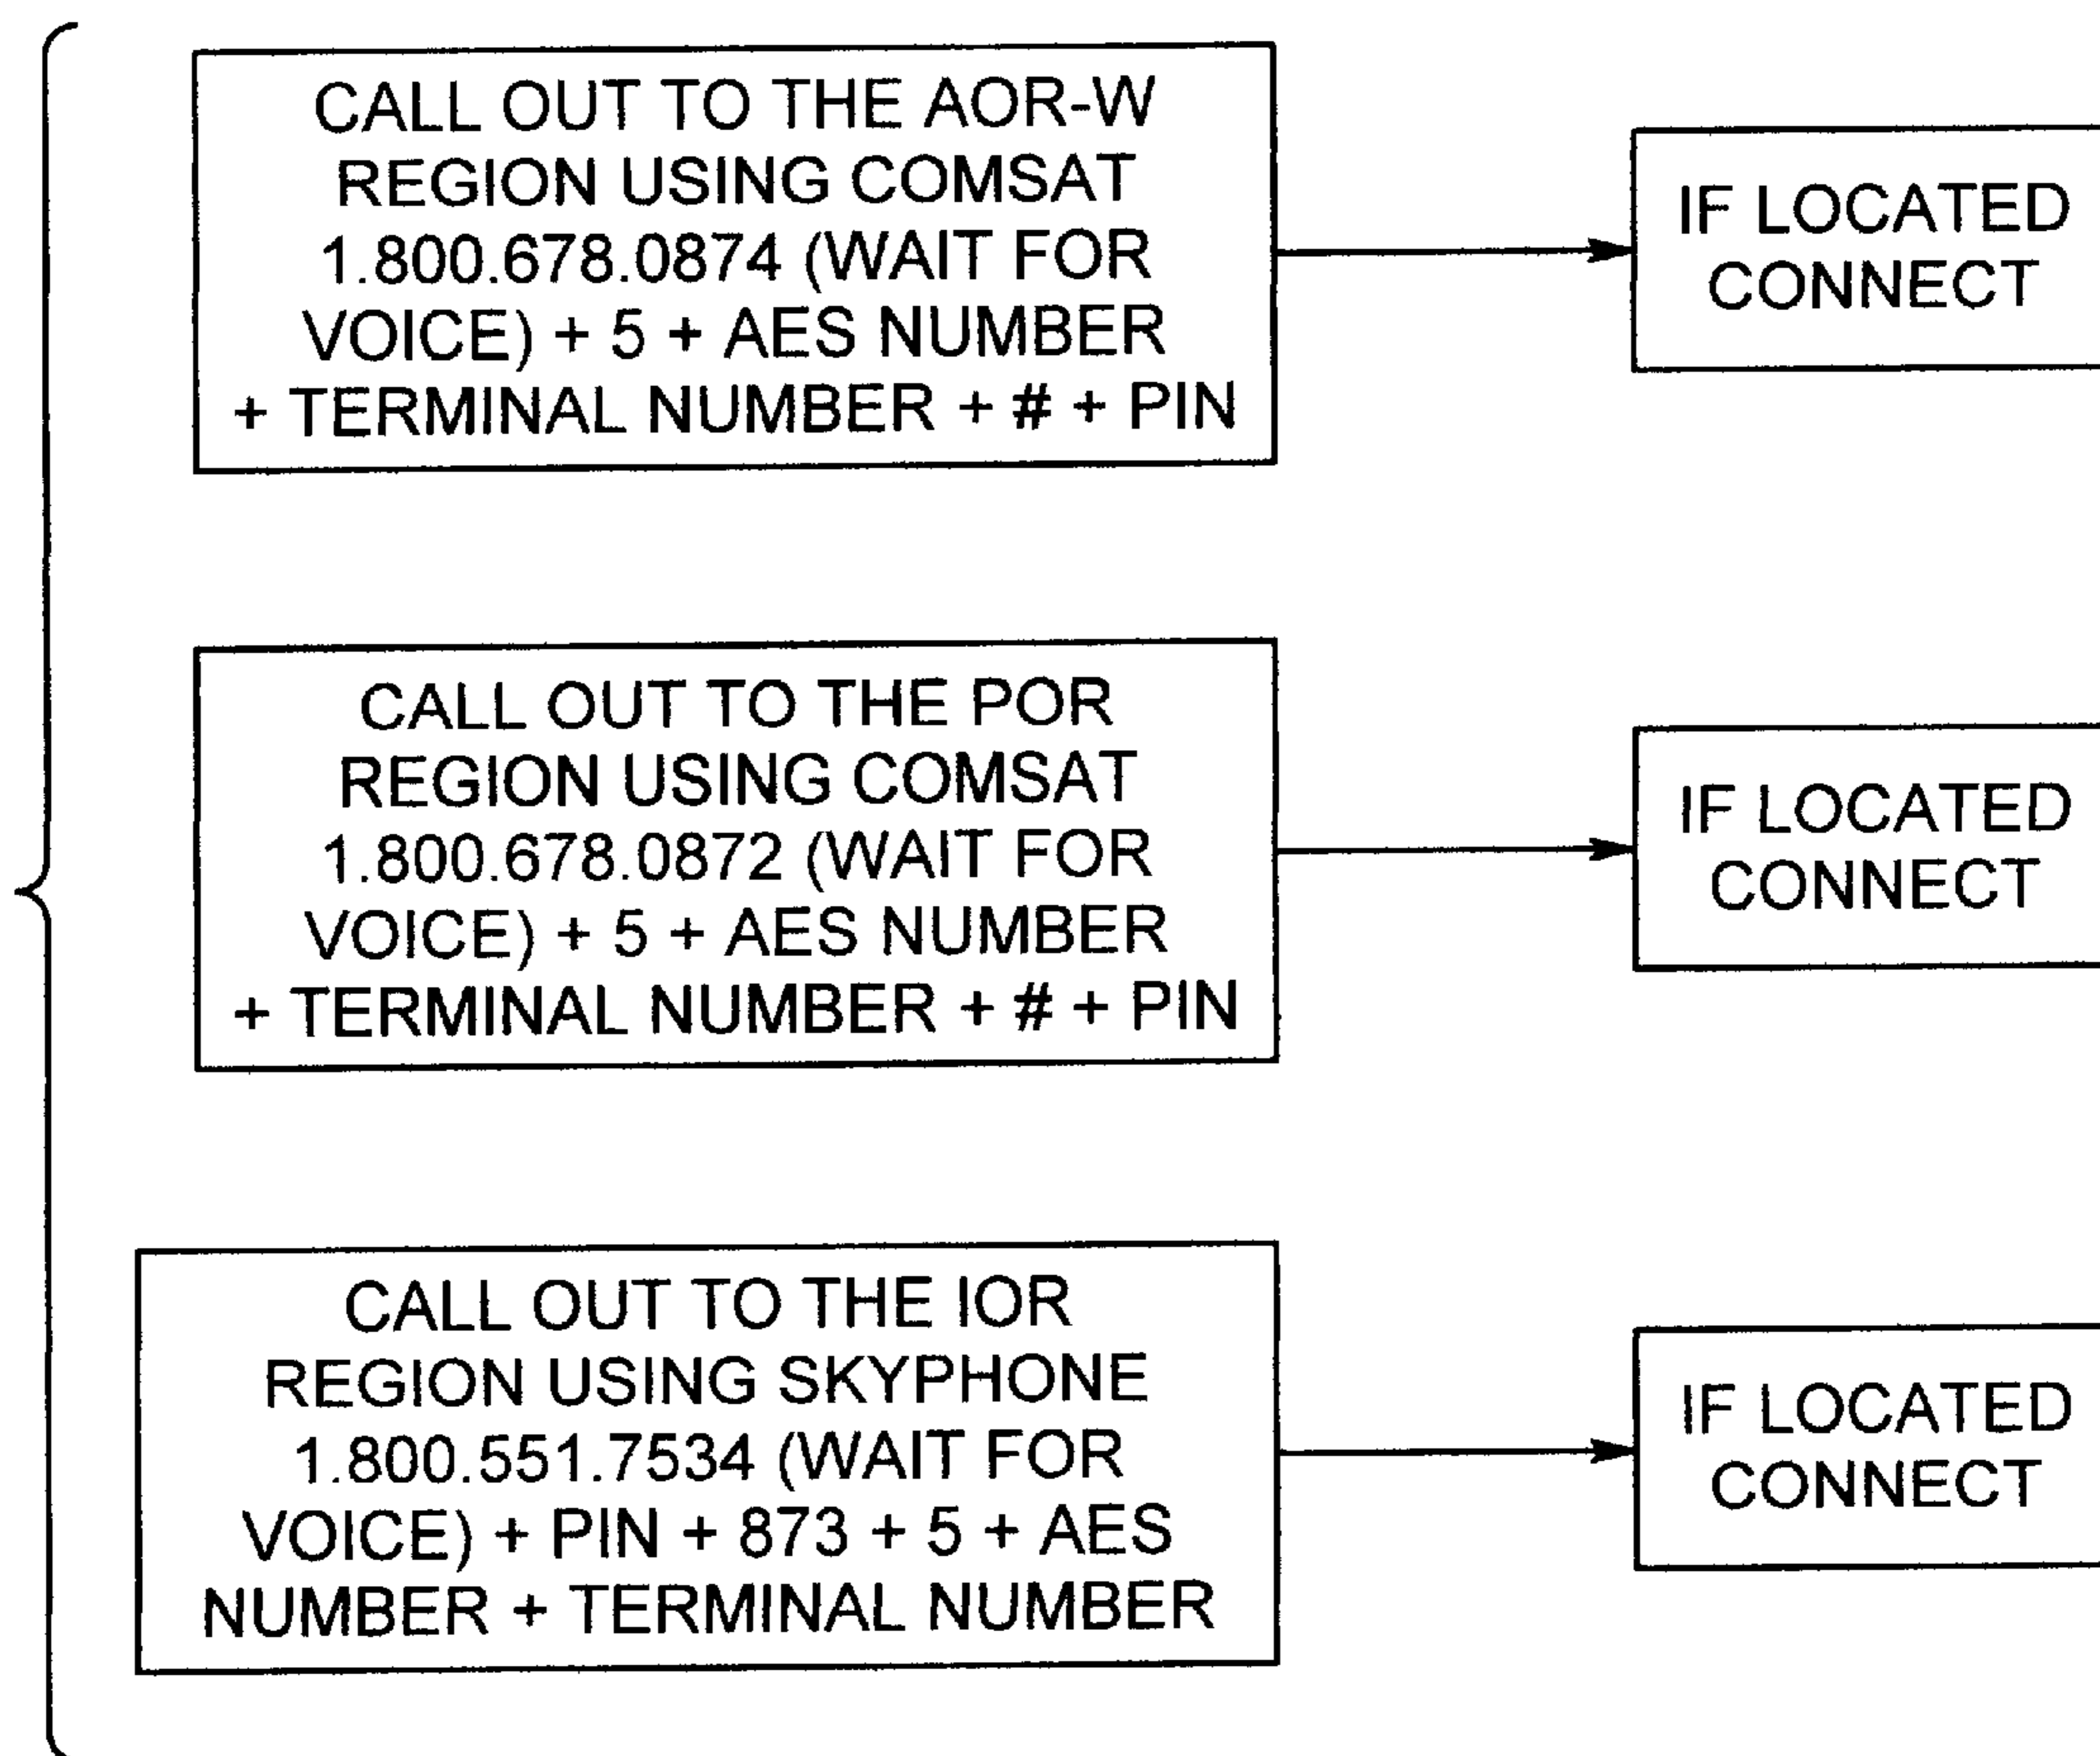 CALL OUT TO THE AOR-W
REGION USING COMSAT
1.800.678.0874 (WAIT FOR
VOICE) + 5 + AES NUMBER
+ TERMINAL NUMBER + # + PIN
IF LOCATED
CONNECT
CALL OUT TO THE POR
REGION USING COMSAT
1.800.678.0872 (WAIT FOR
VOICE) + 5 + AES NUMBER
+ TERMINAL NUMBER + # + PIN
IF LOCATED
CONNECT
CALL OUT TO THE IOR
REGION USING SKYPHONE
1.800.551.7534 (WAIT FOR
VOICE) + PIN + 873 + 5 + AES
NUMBER + TERMINAL NUMBER
IF LOCATED
CONNECT